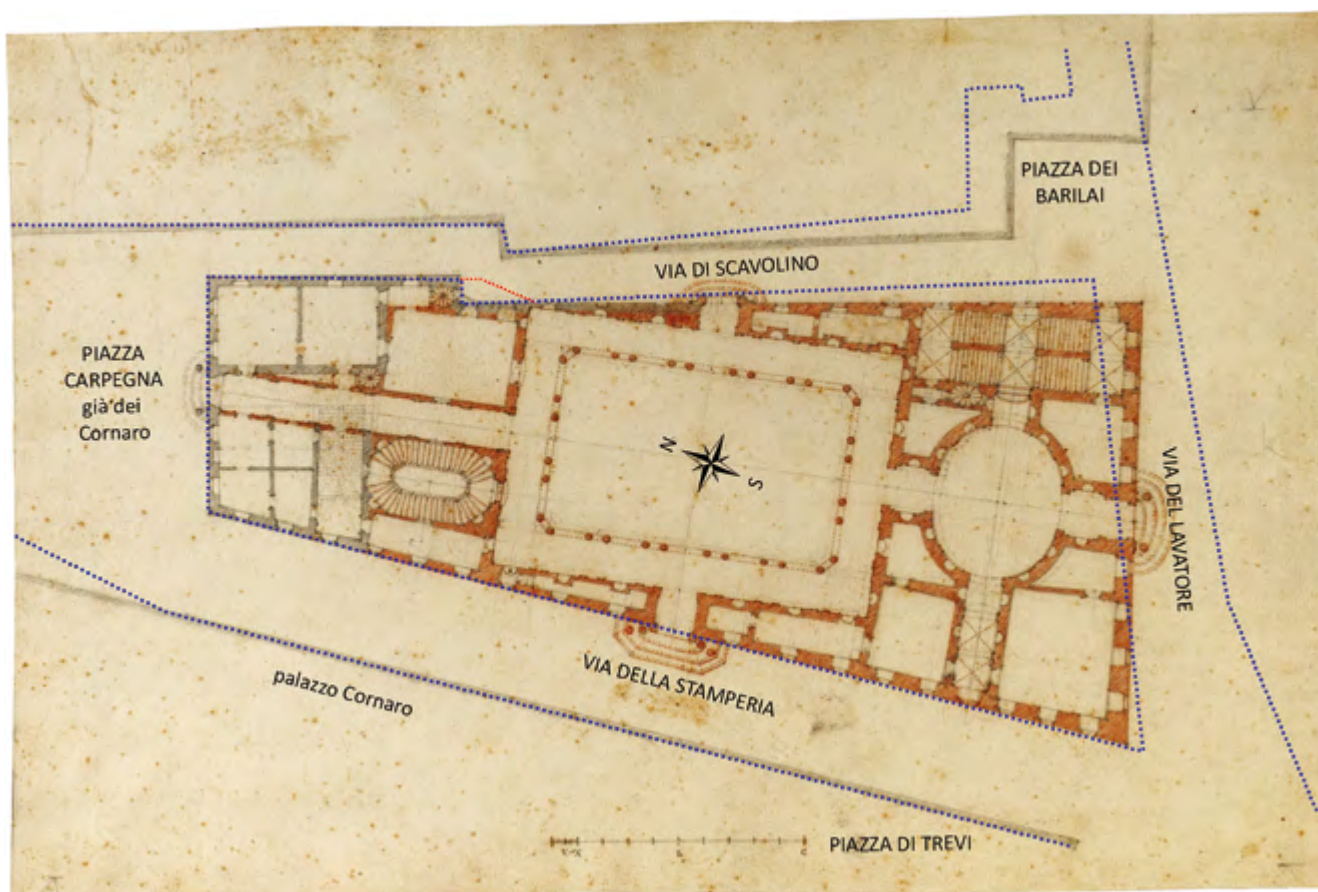 PIAZZA DEI
BARILAI
VIA DI SCAVOLINO
PIAZZA
CARPEGNA
già dei
Cornaro
N
S
VIA DEL LAVATORE
VIA DELLA STAMPERIA
palazzo Cornaro
PIAZZA DI TREVI